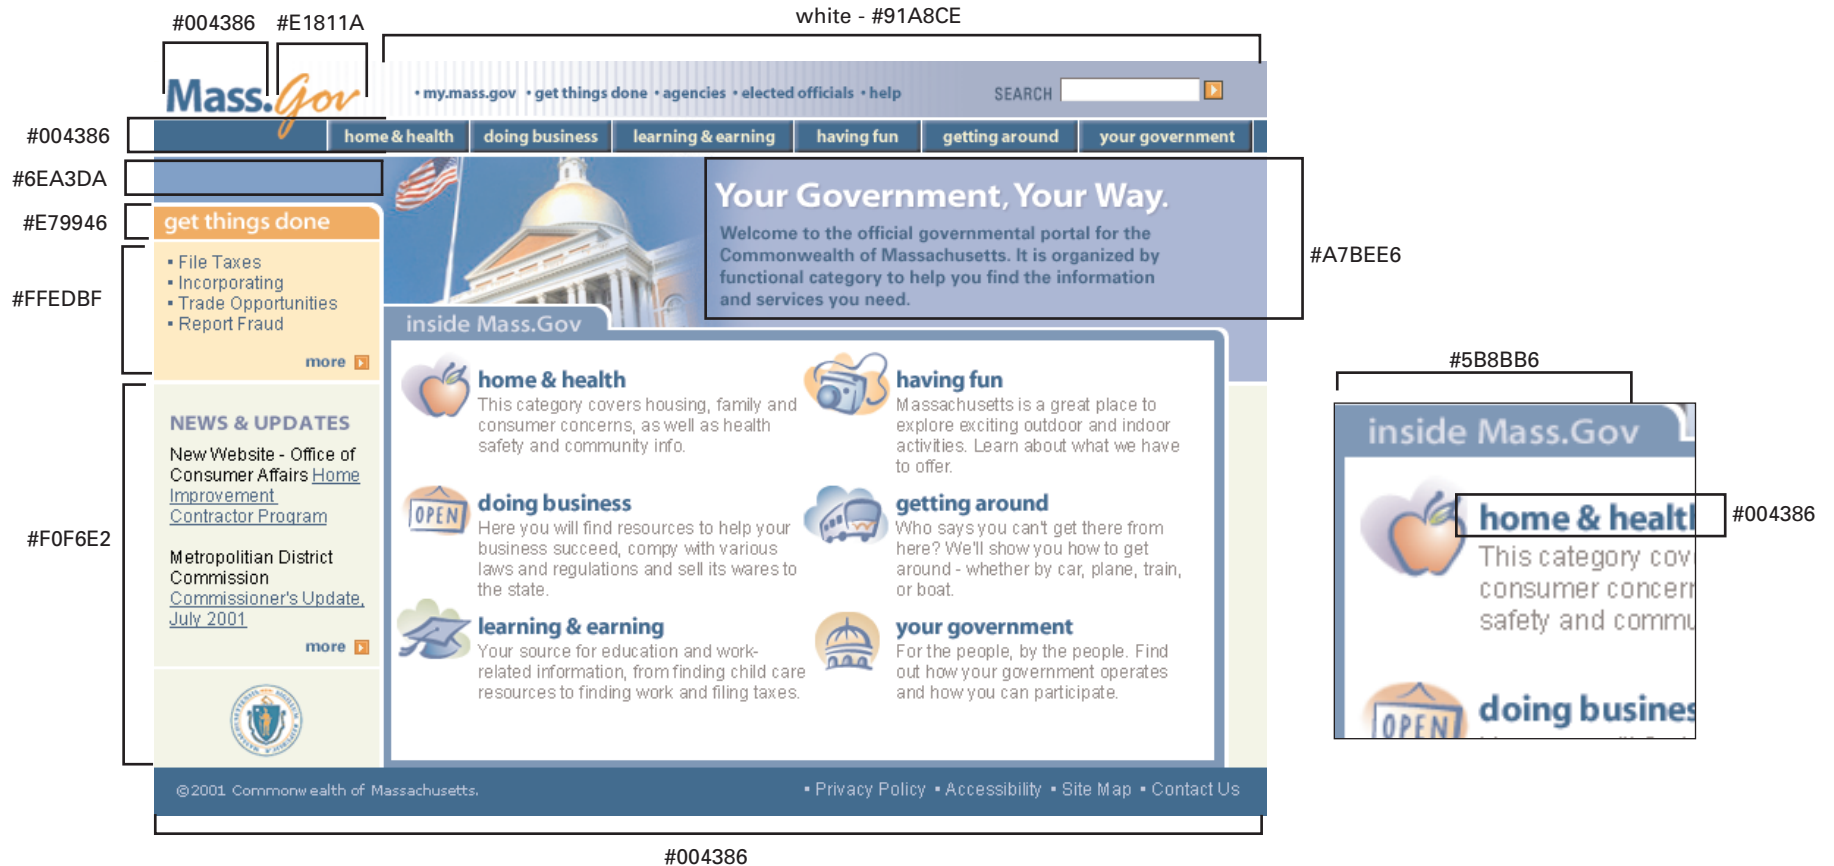 #004386 #E1811A
white - #91A8CE
Mass.Gov
• my.mass.gov • get things done • agencies • elected officials • help
SEARCH
#004386
home & health doing business learning & earning having fun getting around your government
#6EA3DA
#E79946
get things done
Your Government, Your Way.
Welcome to the official governmental portal for the
Commonwealth of Massachusetts. It is organized by
functional category to help you find the information
and services you need.
#A7BEE6
#FFEDBF
▪ File Taxes
▪ Incorporating
▪ Trade Opportunities
▪ Report Fraud
more
inside Mass.Gov
#F0F6E2
NEWS & UPDATES
New Website - Office of
Consumer Affairs Home
Improvement
Contractor Program
Metropolitian District
Commission
Commissioner's Update,
July 2001
more
home & health
This category covers housing, family and
consumer concerns, as well as health
safety and community info.
having fun
Massachusetts is a great place to
explore exciting outdoor and indoor
activities. Learn about what we have
to offer.
OPEN
doing business
Here you will find resources to help your
business succeed, compy with various
laws and regulations and sell its wares to
the state.
getting around
Who says you can't get there from
here? We'll show you how to get
around - whether by car, plane, train,
or boat.
learning & earning
Your source for education and work-
related information, from finding child care
resources to finding work and filing taxes.
your government
For the people, by the people. Find
out how your government operates
and how you can participate.
©2001 Commonwealth of Massachusetts.
▪ Privacy Policy ▪ Accessibility ▪ Site Map ▪ Contact Us
#004386
#5B8BB6
inside Mass.Gov
home & healtl
#004386
This category cov
consumer concern
safety and commu
OPEN
doing busines